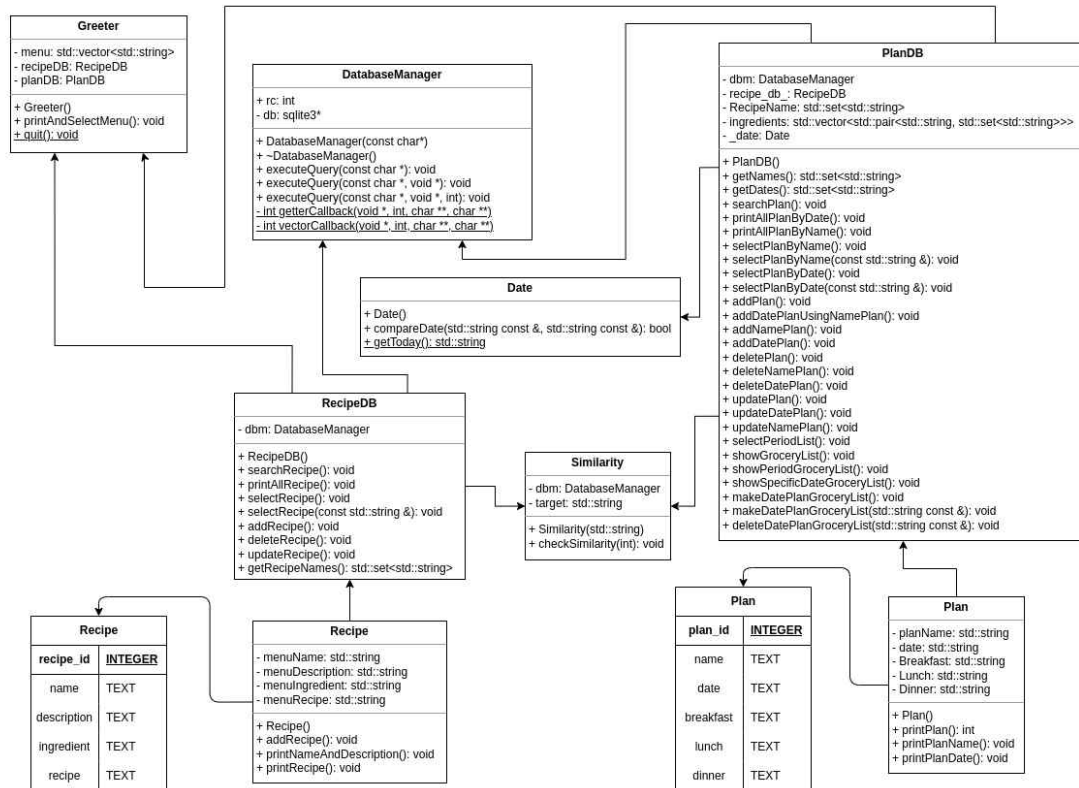 Greeter
- menu: std::vector<std::string>
- recipeDB: RecipeDB
- planDB: PlanDB
+ Greeter()
+ printAndSelectMenu(): void
+ quit(): void
DatabaseManager
+ rc: int
- db: sqlite3*
+ DatabaseManager(const char*)
+ ~DatabaseManager()
+ executeQuery(const char *): void
+ executeQuery(const char *, void *): void
+ executeQuery(const char *, void *, int): void
- int getterCallback(void *, int, char **, char **)
- int vectorCallback(void *, int, char **, char **)
PlanDB
- dbm: DatabaseManager
- recipe_db_: RecipeDB
- RecipeName: std::set<std::string>
- ingredients: std::vector<std::pair<std::string, std::set<std::string>>>
- _date: Date
+ PlanDB()
+ getNames(): std::set<std::string>
+ getDates(): std::set<std::string>
+ searchPlan(): void
+ printAllPlanByDate(): void
+ printAllPlanByName(): void
+ selectPlanByName(): void
+ selectPlanByName(const std::string &): void
+ selectPlanByDate(): void
+ selectPlanByDate(const std::string &): void
+ addPlan(): void
+ addDatePlanUsingNamePlan(): void
+ addNamePlan(): void
+ addDatePlan(): void
+ deletePlan(): void
+ deleteNamePlan(): void
+ deleteDatePlan(): void
+ updatePlan(): void
+ updateDatePlan(): void
+ updateNamePlan(): void
+ selectPeriodList(): void
+ showGroceryList(): void
+ showPeriodGroceryList(): void
+ showSpecificDateGroceryList(): void
+ makeDatePlanGroceryList(): void
+ makeDatePlanGroceryList(std::string const &): void
+ deleteDatePlanGroceryList(std::string const &): void
Date
+ Date()
+ compareDate(std::string const &, std::string const &): bool
+ getToday(): std::string
RecipeDB
- dbm: DatabaseManager
+ RecipeDB()
+ searchRecipe(): void
+ printAllRecipe(): void
+ selectRecipe(): void
+ selectRecipe(const std::string &): void
+ addRecipe(): void
+ deleteRecipe(): void
+ updateRecipe(): void
+ getRecipeNames(): std::set<std::string>
Similarity
- dbm: DatabaseManager
- target: std::string
+ Similarity(std::string)
+ checkSimilarity(int): void
Recipe
recipe_id INTEGER
name TEXT
description TEXT
ingredient TEXT
recipe TEXT
Recipe
- menuName: std::string
- menuDescription: std::string
- menuIngredient: std::string
- menuRecipe: std::string
+ Recipe()
+ addRecipe(): void
+ printNameAndDescription(): void
+ printRecipe(): void
Plan
plan_id INTEGER
name TEXT
date TEXT
breakfast TEXT
lunch TEXT
dinner TEXT
Plan
- planName: std::string
- date: std::string
- Breakfast: std::string
- Lunch: std::string
- Dinner: std::string
+ Plan()
+ printPlan(): int
+ printPlanName(): void
+ printPlanDate(): void